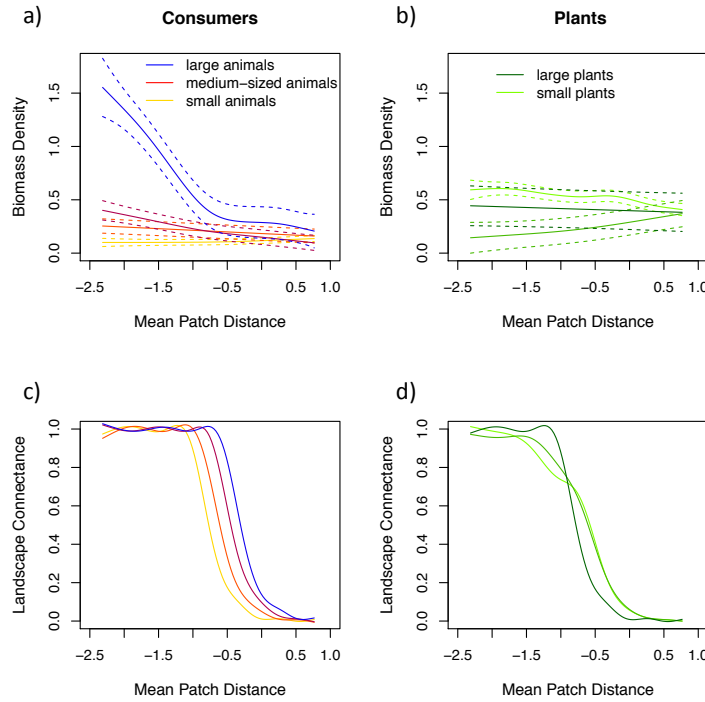 a)
Consumers
b)
Plants
large animals
medium−sized animals
small animals
large plants
small plants
Biomass Density
0.0
0.5
1.0
1.5
−2.5
−1.5
−0.5
0.5
1.0
Mean Patch Distance
Biomass Density
0.0
0.5
1.0
1.5
−2.5
−1.5
−0.5
1.0
Mean Patch Distance
c)
d)
Landscape Connectance
0.0
0.2
0.4
0.6
0.8
1.0
−2.5
−1.5
−0.5
1.0
Mean Patch Distance
Landscape Connectance
0.0
0.2
0.4
0.6
0.8
1.0
−2.5
−1.5
−0.5
1.0
Mean Patch Distance